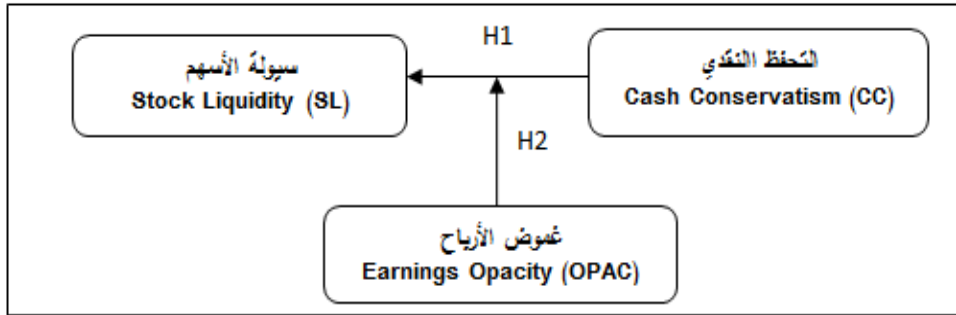 H1
التحفظ النقدي
Cash Conservatism (CC)
سيولة الأسهم
Stock Liquidity (SL)
H2
غموض الأرباح
Earnings Opacity (OPAC)